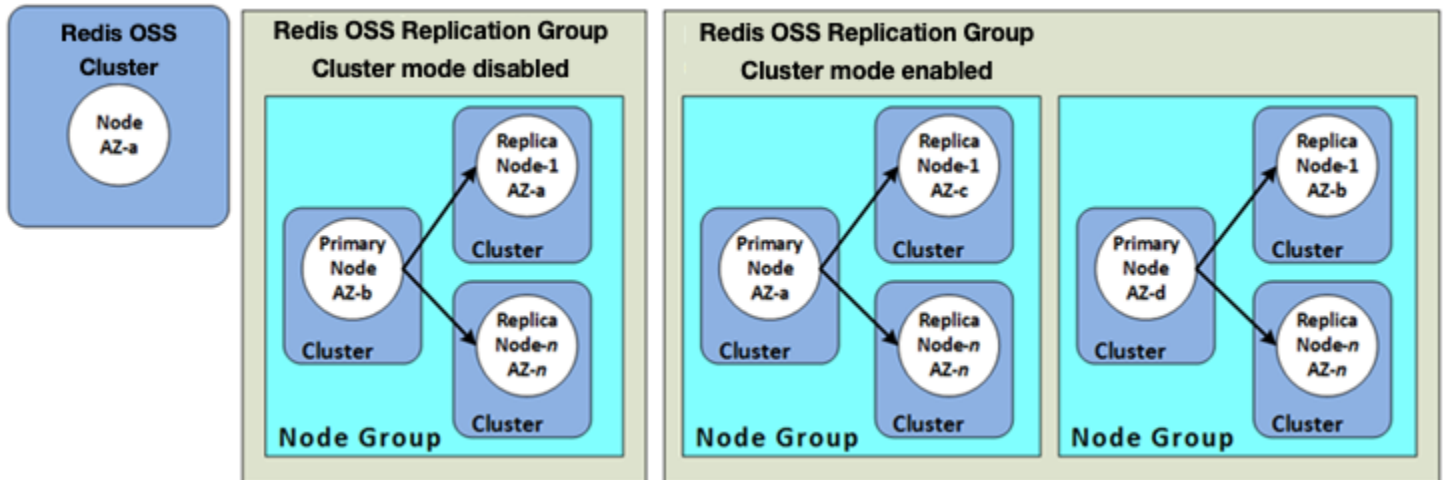 Redis OSS
Cluster
Node
AZ-a
Redis OSS Replication Group
Cluster mode disabled
Replica
Node-1
AZ-a
Cluster
Primary
Node
AZ-b
Cluster
Replica
Node-n
AZ-n
Cluster
Node Group
Redis OSS Replication Group
Cluster mode enabled
Replica
Node-1
AZ-c
Cluster
Primary
Node
AZ-a
Cluster
Replica
Node-n
AZ-n
Cluster
Node Group
Replica
Node-1
AZ-b
Cluster
Primary
Node
AZ-d
Cluster
Replica
Node-n
AZ-n
Cluster
Node Group